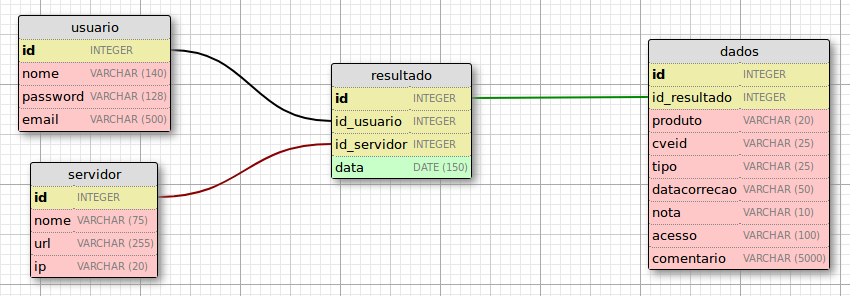 usuario
id INTEGER
nome VARCHAR (140)
password VARCHAR (128)
email VARCHAR (500)
servidor
id INTEGER
nome VARCHAR (75)
url VARCHAR (255)
ip VARCHAR (20)
resultado
id INTEGER
id_usuario INTEGER
id_servidor INTEGER
data DATE (150)
dados
id INTEGER
id_resultado INTEGER
produto VARCHAR (20)
cveid VARCHAR (25)
tipo VARCHAR (25)
datacorrecao VARCHAR (50)
nota VARCHAR (10)
acesso VARCHAR (100)
comentario VARCHAR (5000)